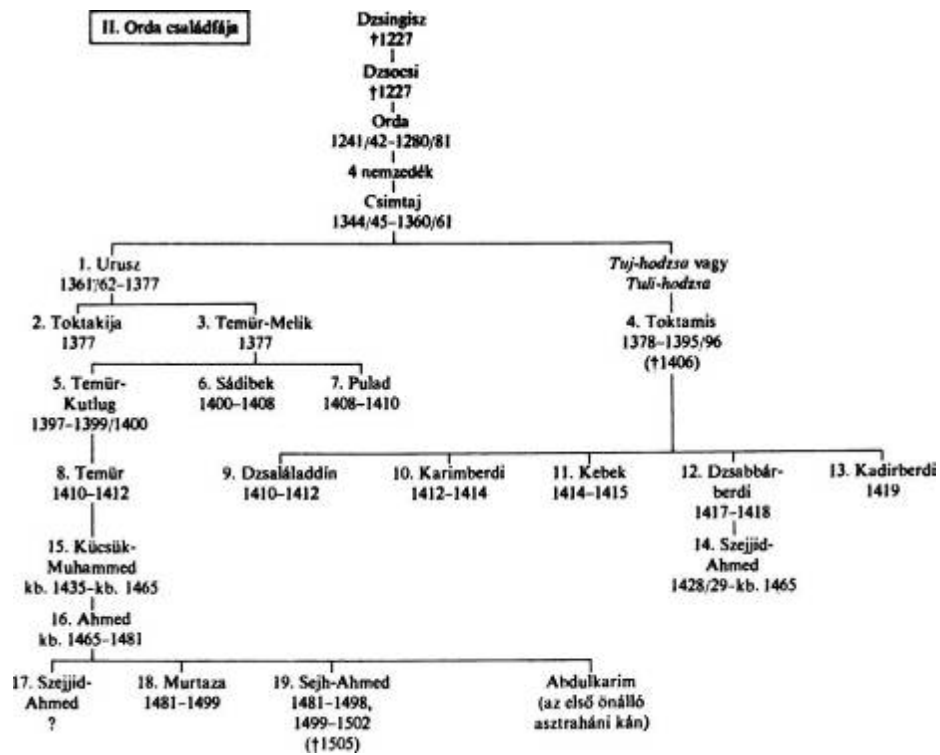 II. Orda családfája
Dzsingisz
†1227
Dzsocsi
†1227
Orda
1241/42–1280/81
4 nemzedék
Csimtaj
1344/45–1360/61
1. Urusz
1361/62–1377
Tuj-hodzsa vagy
Tuli-hodzsa
2. Toktakija
1377
3. Temür-Melik
1377
4. Toktamis
1378–1395/96
(†1406)
5. Temür-
Kutlug
1397–1399/1400
6. Sádibek
1400–1408
7. Pulad
1408–1410
8. Temür
1410–1412
9. Dzsaláladdín
1410–1412
10. Karimberdi
1412–1414
11. Kebek
1414–1415
12. Dzsabbár-
berdi
1417–1418
13. Kadirberdi
1419
14. Szejjid-
Ahmed
1428/29–kb. 1465
15. Kücsük-
Muhammed
kb. 1435–kb. 1465
16. Ahmed
kb. 1465–1481
17. Szejjid-
Ahmed
?
18. Murtaza
1481–1499
19. Sejh-Ahmed
1481–1498,
1499–1502
(†1505)
Abdulkarim
(az első önálló
asztraháni kán)